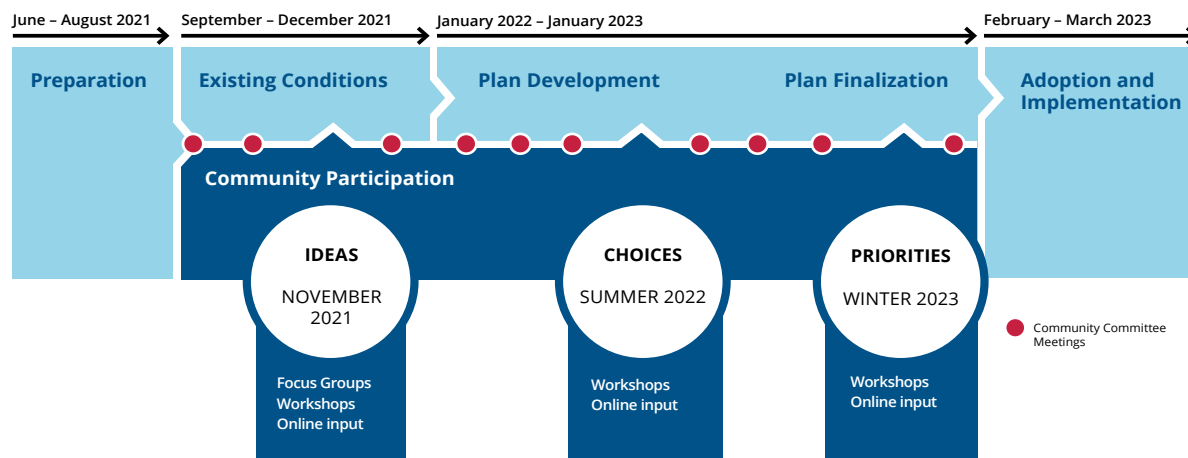 June – August 2021
September – December 2021
January 2022 – January 2023
February – March 2023
Preparation
Existing Conditions
Plan Development
Plan Finalization
Adoption and
Implementation
Community Participation
IDEAS
NOVEMBER
2021
CHOICES
SUMMER 2022
PRIORITIES
WINTER 2023
Community Committee
Meetings
Focus Groups
Workshops
Online input
Workshops
Online input
Workshops
Online input